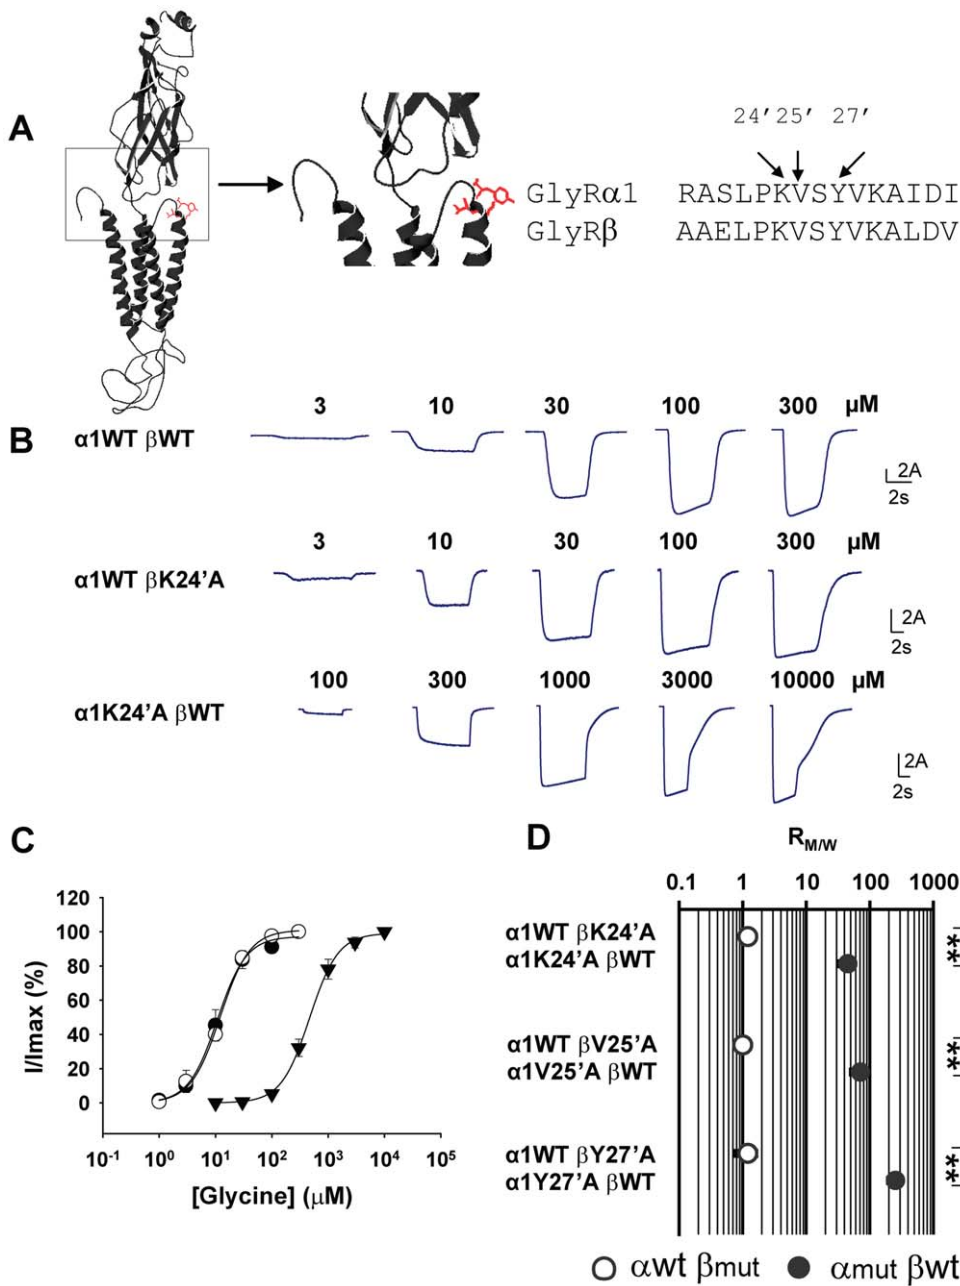 A
24’25’ 27’
GlyRα1 RASLPKVSYVKAIDI
GlyRβ AAELPKVSYVKALDV
B
3 10 30 100 300 µM
α1WT βWT
2A
2s
3 10 30 100 300 µM
α1WT βK24’A
2A
2s
100 300 1000 3000 10000 µM
α1K24’A βWT
2A
2s
C
I/Imax (%)
120
100
80
60
40
20
0
10-1 100 101 102 103 104 105
[Glycine] (µM)
D
RM/W
0.1 1 10 100 1000
α1WT βK24’A
α1K24’A βWT
**
α1WT βV25’A
α1V25’A βWT
**
α1WT βY27’A
α1Y27’A βWT
**
αwt βmut αmut βwt